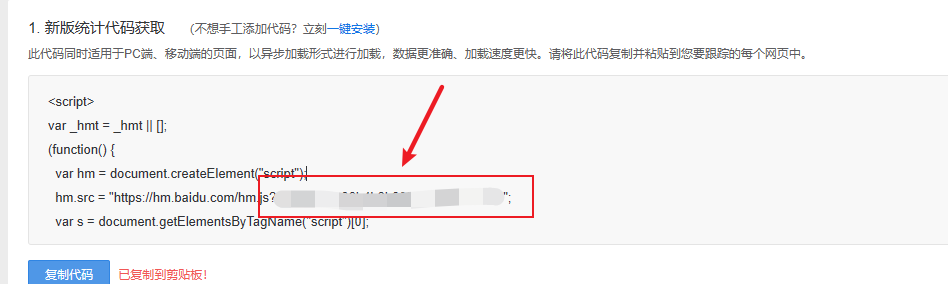 1. 新版统计代码获取 (不想手工添加代码? 立刻一键安装)
此代码同时适用于PC端、移动端的页面，以异步加载形式进行加载，数据更准确、加载速度更快。请将此代码复制并粘贴到您要跟踪的每个网页中。
<script>
var _hmt = _hmt || [];
(function() {
var hm = document.createElement("script");
hm.src = "https://hm.baidu.com/hm.js?";
var s = document.getElementsByTagName("script")[0];
复制代码 已复制到剪贴板!